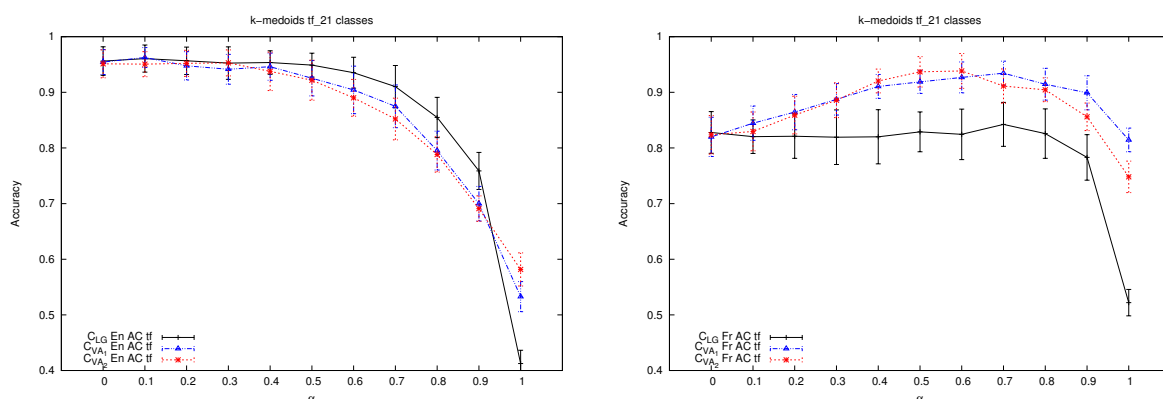 k-medoids tf_21 classes
1
0.9
0.8
0.7
0.6
0.5
0.4
Accuracy
C_LG En AC tf
C_VA_1 En AC tf
C_VA_2 En AC tf
0 0.1 0.2 0.3 0.4 0.5 0.6 0.7 0.8 0.9 1
α
k-medoids tf_21 classes
1
0.9
0.8
0.7
0.6
0.5
0.4
Accuracy
C_LG Fr AC tf
C_VA_1 Fr AC tf
C_VA_2 Fr AC tf
0 0.1 0.2 0.3 0.4 0.5 0.6 0.7 0.8 0.9 1
α